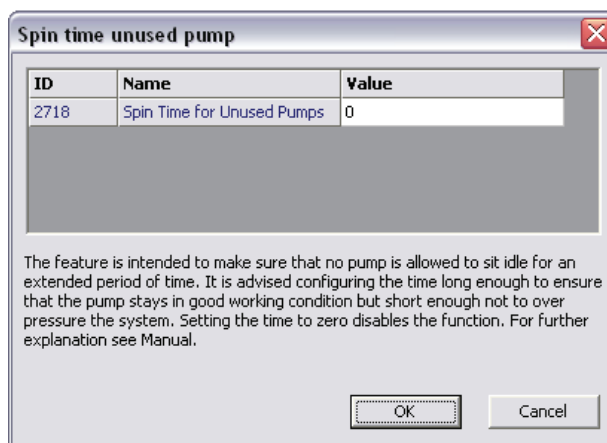 Spin time unused pump
ID Name Value
2718 Spin Time for Unused Pumps 0
The feature is intended to make sure that no pump is allowed to sit idle for an
extended period of time. It is advised configuring the time long enough to ensure
that the pump stays in good working condition but short enough not to over
pressure the system. Setting the time to zero disables the function. For further
explanation see Manual.
OK Cancel